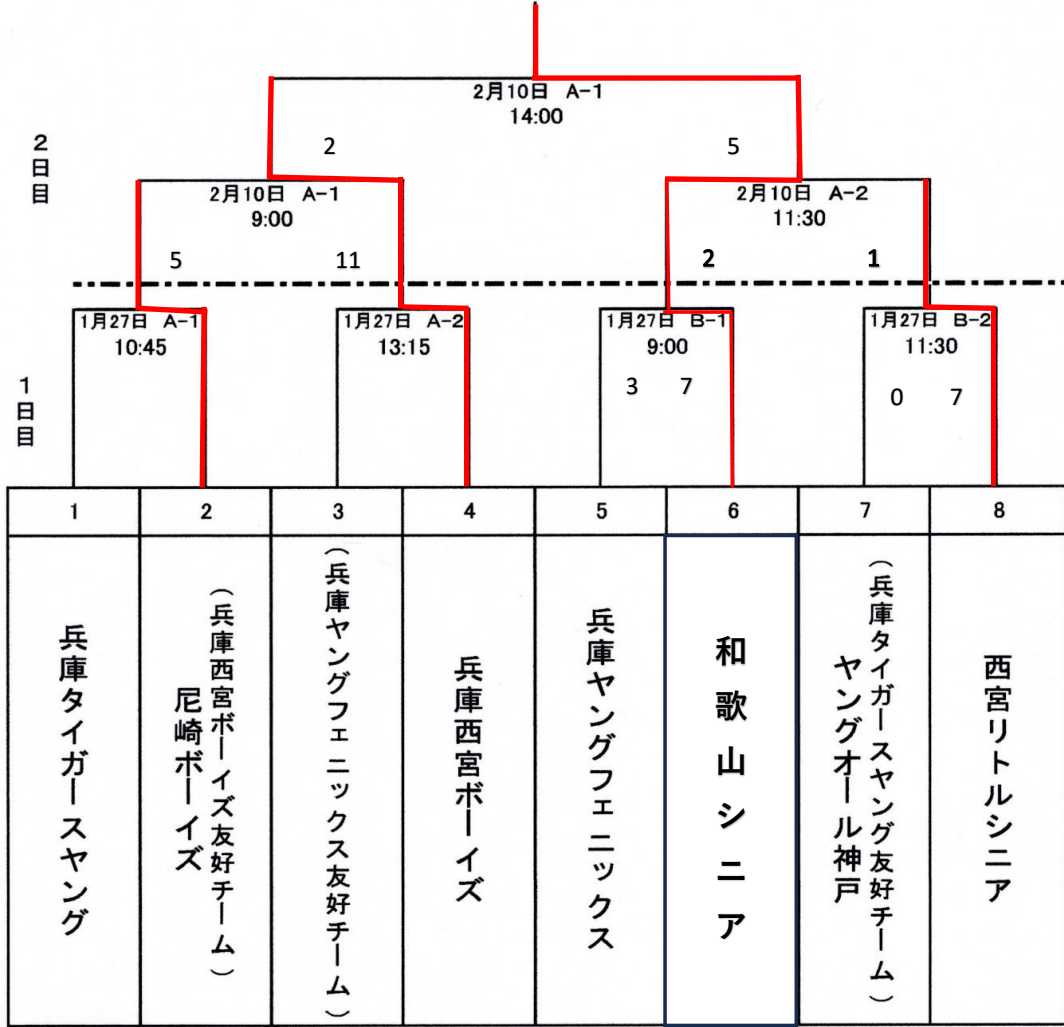 2月10日 A-1
14:00
2日目
2
5
2月10日 A-1
9:00
2月10日 A-2
11:30
5
11
2
1
1月27日 A-1
10:45
1月27日 A-2
13:15
1月27日 B-1
9:00
1月27日 B-2
11:30
1日目
3 7
0 7
1
2
3
4
5
6
7
8
兵庫タイガースヤング
(兵庫西宮ボーイズ友好チーム)
尼崎ボーイズ
(兵庫ヤングフェニックス友好チーム)
兵庫西宮ボーイズ
兵庫ヤングフェニックス
和歌山シニア
(兵庫タイガースヤング友好チーム)
ヤングオール神戸
西宮リトルシニア